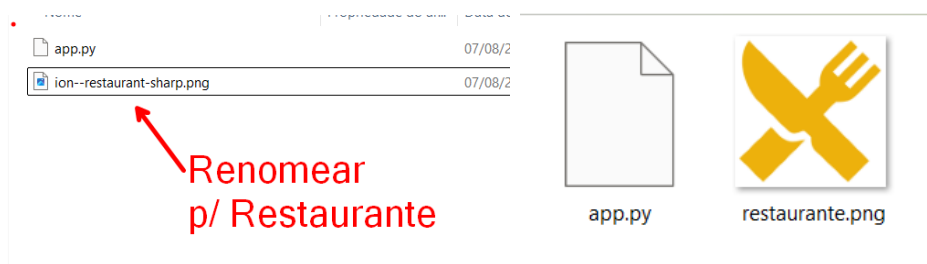 Nome Propriedade do ar... Data de
app.py 07/08/2
ion--restaurant-sharp.png 07/08/2
Renomear
p/ Restaurante
app.py restaurante.png